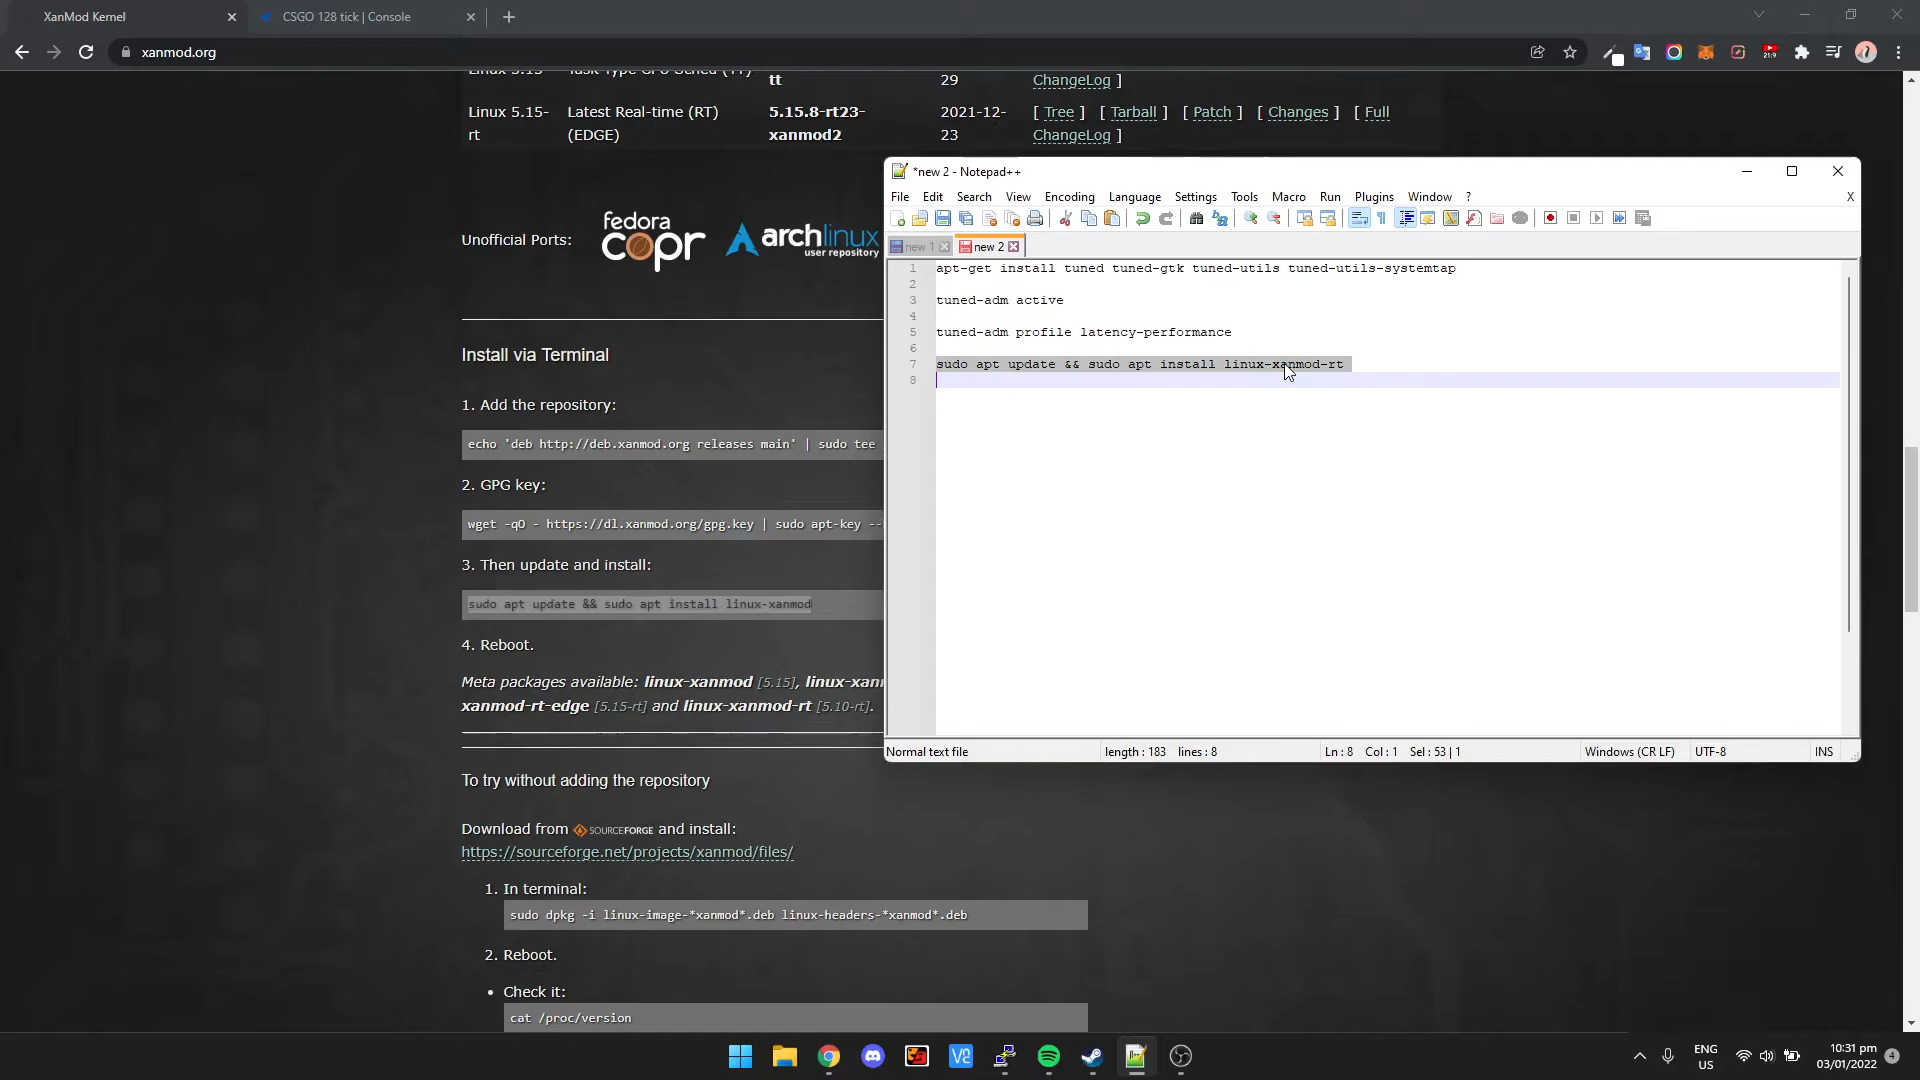 XanMod Kernel
CSGO 128 tick | Console
xanmod.org
21:9
Task Type CPU Sched (TT)
tt
29
ChangeLog ]
Linux 5.15-rt
Latest Real-time (RT) (EDGE)
5.15.8-rt23-xanmod2
2021-12-23
[ Tree ] [ Tarball ] [ Patch ] [ Changes ] [ Full ChangeLog ]
Unofficial Ports:
fedora
copr
archlinux
user repository
Install via Terminal
1. Add the repository:
echo 'deb http://deb.xanmod.org releases main' | sudo tee
2. GPG key:
wget -qO - https://dl.xanmod.org/gpg.key | sudo apt-key --
3. Then update and install:
sudo apt update && sudo apt install linux-xanmod
4. Reboot.
Meta packages available: linux-xanmod [5.15],
xanmod-rt-edge [5.15-rt] and linux-xanmod-rt [5.10-rt].
To try without adding the repository
Download from SOURCEFORGE and install:
https://sourceforge.net/projects/xanmod/files/
1. In terminal:
sudo dpkg -i linux-image-*xanmod*.deb linux-headers-*xanmod*.deb
2. Reboot.
• Check it:
cat /proc/version
*new 2 - Notepad++
File Edit Search View Encoding Language Settings Tools Macro Run Plugins Window ?
X
new 1
new 2
1 apt-get install tuned tuned-gtk tuned-utils tuned-utils-systemtap
2
3 tuned-adm active
4
5 tuned-adm profile latency-performance
6
7 sudo apt update && sudo apt install linux-xanmod-rt
8
Normal text file
length : 183 lines : 8
Ln : 8 Col : 1 Sel : 53 | 1
Windows (CR LF)
UTF-8
INS
ENG
US
10:31 pm
03/01/2022
4